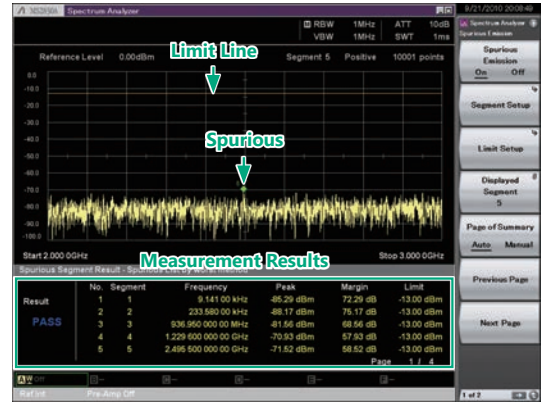 MS2830A Spectrum Analyzer
9/21/2010 20:08:49
RBW 1MHz ATT 10dB
VBW 1MHz SWT 1ms
Reference Level 0.00dBm Segment 5 Positive 10001 points
Limit Line
0.0
-10.0
-20.0
-30.0
-40.0
Spurious
-50.0
-60.0
-70.0
-80.0
-90.0
-100.0
Start 2.000 0GHz Stop 3.000 0GHz
Measurement Results
Spurious Segment Result - Spurious List by Worst method
No. Segment Frequency Peak Margin Limit
Result 1 1 9.141 00 kHz -85.29 dBm 72.29 dB -13.00 dBm
PASS 2 2 233.580 00 kHz -88.17 dBm 75.17 dB -13.00 dBm
3 3 936.950 000 00 MHz -81.56 dBm 68.56 dB -13.00 dBm
4 4 1.229 600 000 00 GHz -70.93 dBm 57.93 dB -13.00 dBm
5 5 2.495 500 000 00 GHz -71.52 dBm 58.52 dB -13.00 dBm
Page 1 / 4
Ref.Int Pre-Amp Off
Spectrum Analyzer
Spurious Emission
Spurious
Emission
On Off
Segment Setup
Limit Setup
Displayed
Segment
5
Page of Summary
Auto Manual
Previous Page
Next Page
1 of 2